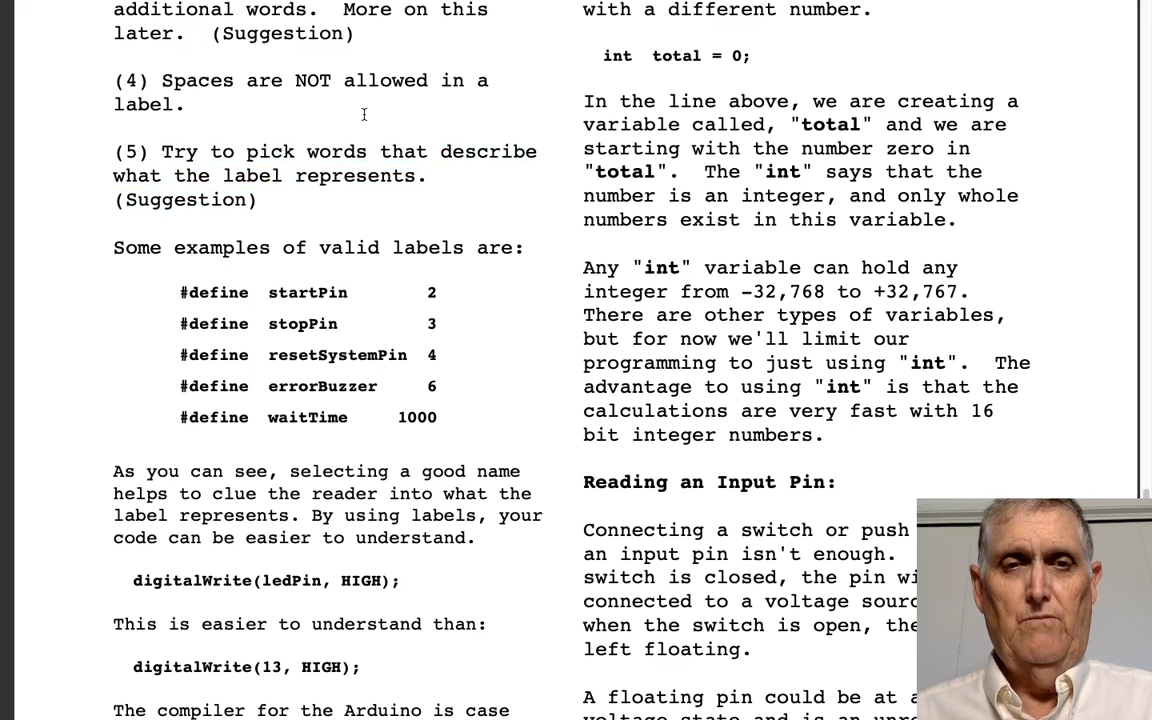 additional words.  More on this
later.  (Suggestion)
(4) Spaces are NOT allowed in a
label.
(5) Try to pick words that describe
what the label represents.
(Suggestion)
Some examples of valid labels are:
#define  startPin  2
#define  stopPin  3
#define  resetSystemPin  4
#define  errorBuzzer  6
#define  waitTime  1000
As you can see, selecting a good name
helps to clue the reader into what the
label represents. By using labels, your
code can be easier to understand.
digitalWrite(ledPin, HIGH);
This is easier to understand than:
digitalWrite(13, HIGH);
The compiler for the Arduino is case
with a different number.
int  total = 0;
In the line above, we are creating a
variable called, "total" and we are
starting with the number zero in
"total".  The "int" says that the
number is an integer, and only whole
numbers exist in this variable.
Any "int" variable can hold any
integer from -32,768 to +32,767.
There are other types of variables,
but for now we'll limit our
programming to just using "int".  The
advantage to using "int" is that the
calculations are very fast with 16
bit integer numbers.
Reading an Input Pin:
Connecting a switch or push
an input pin isn't enough.
switch is closed, the pin wi
connected to a voltage sourc
when the switch is open, the
left floating.
A floating pin could be at a
voltage state and is an